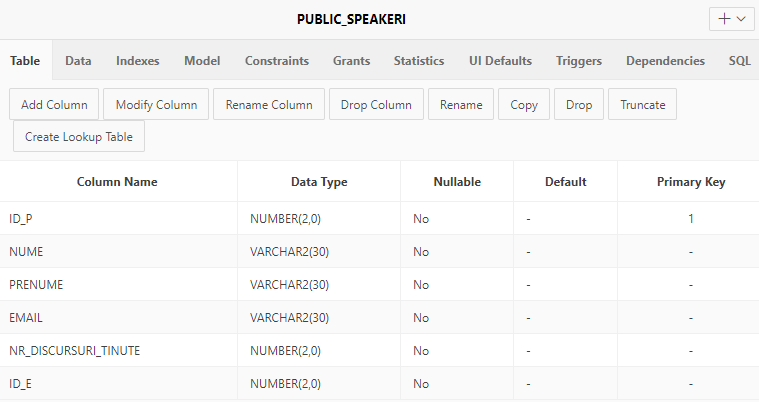 PUBLIC_SPEAKERI
Table Data Indexes Model Constraints Grants Statistics UI Defaults Triggers Dependencies SQL
Add Column Modify Column Rename Column Drop Column Rename Copy Drop Truncate
Create Lookup Table
Column Name Data Type Nullable Default Primary Key
ID_P NUMBER(2,0) No - 1
NUME VARCHAR2(30) No - -
PRENUME VARCHAR2(30) No - -
EMAIL VARCHAR2(30) No - -
NR_DISCURSURI_TINUTE NUMBER(2,0) No - -
ID_E NUMBER(2,0) No - -